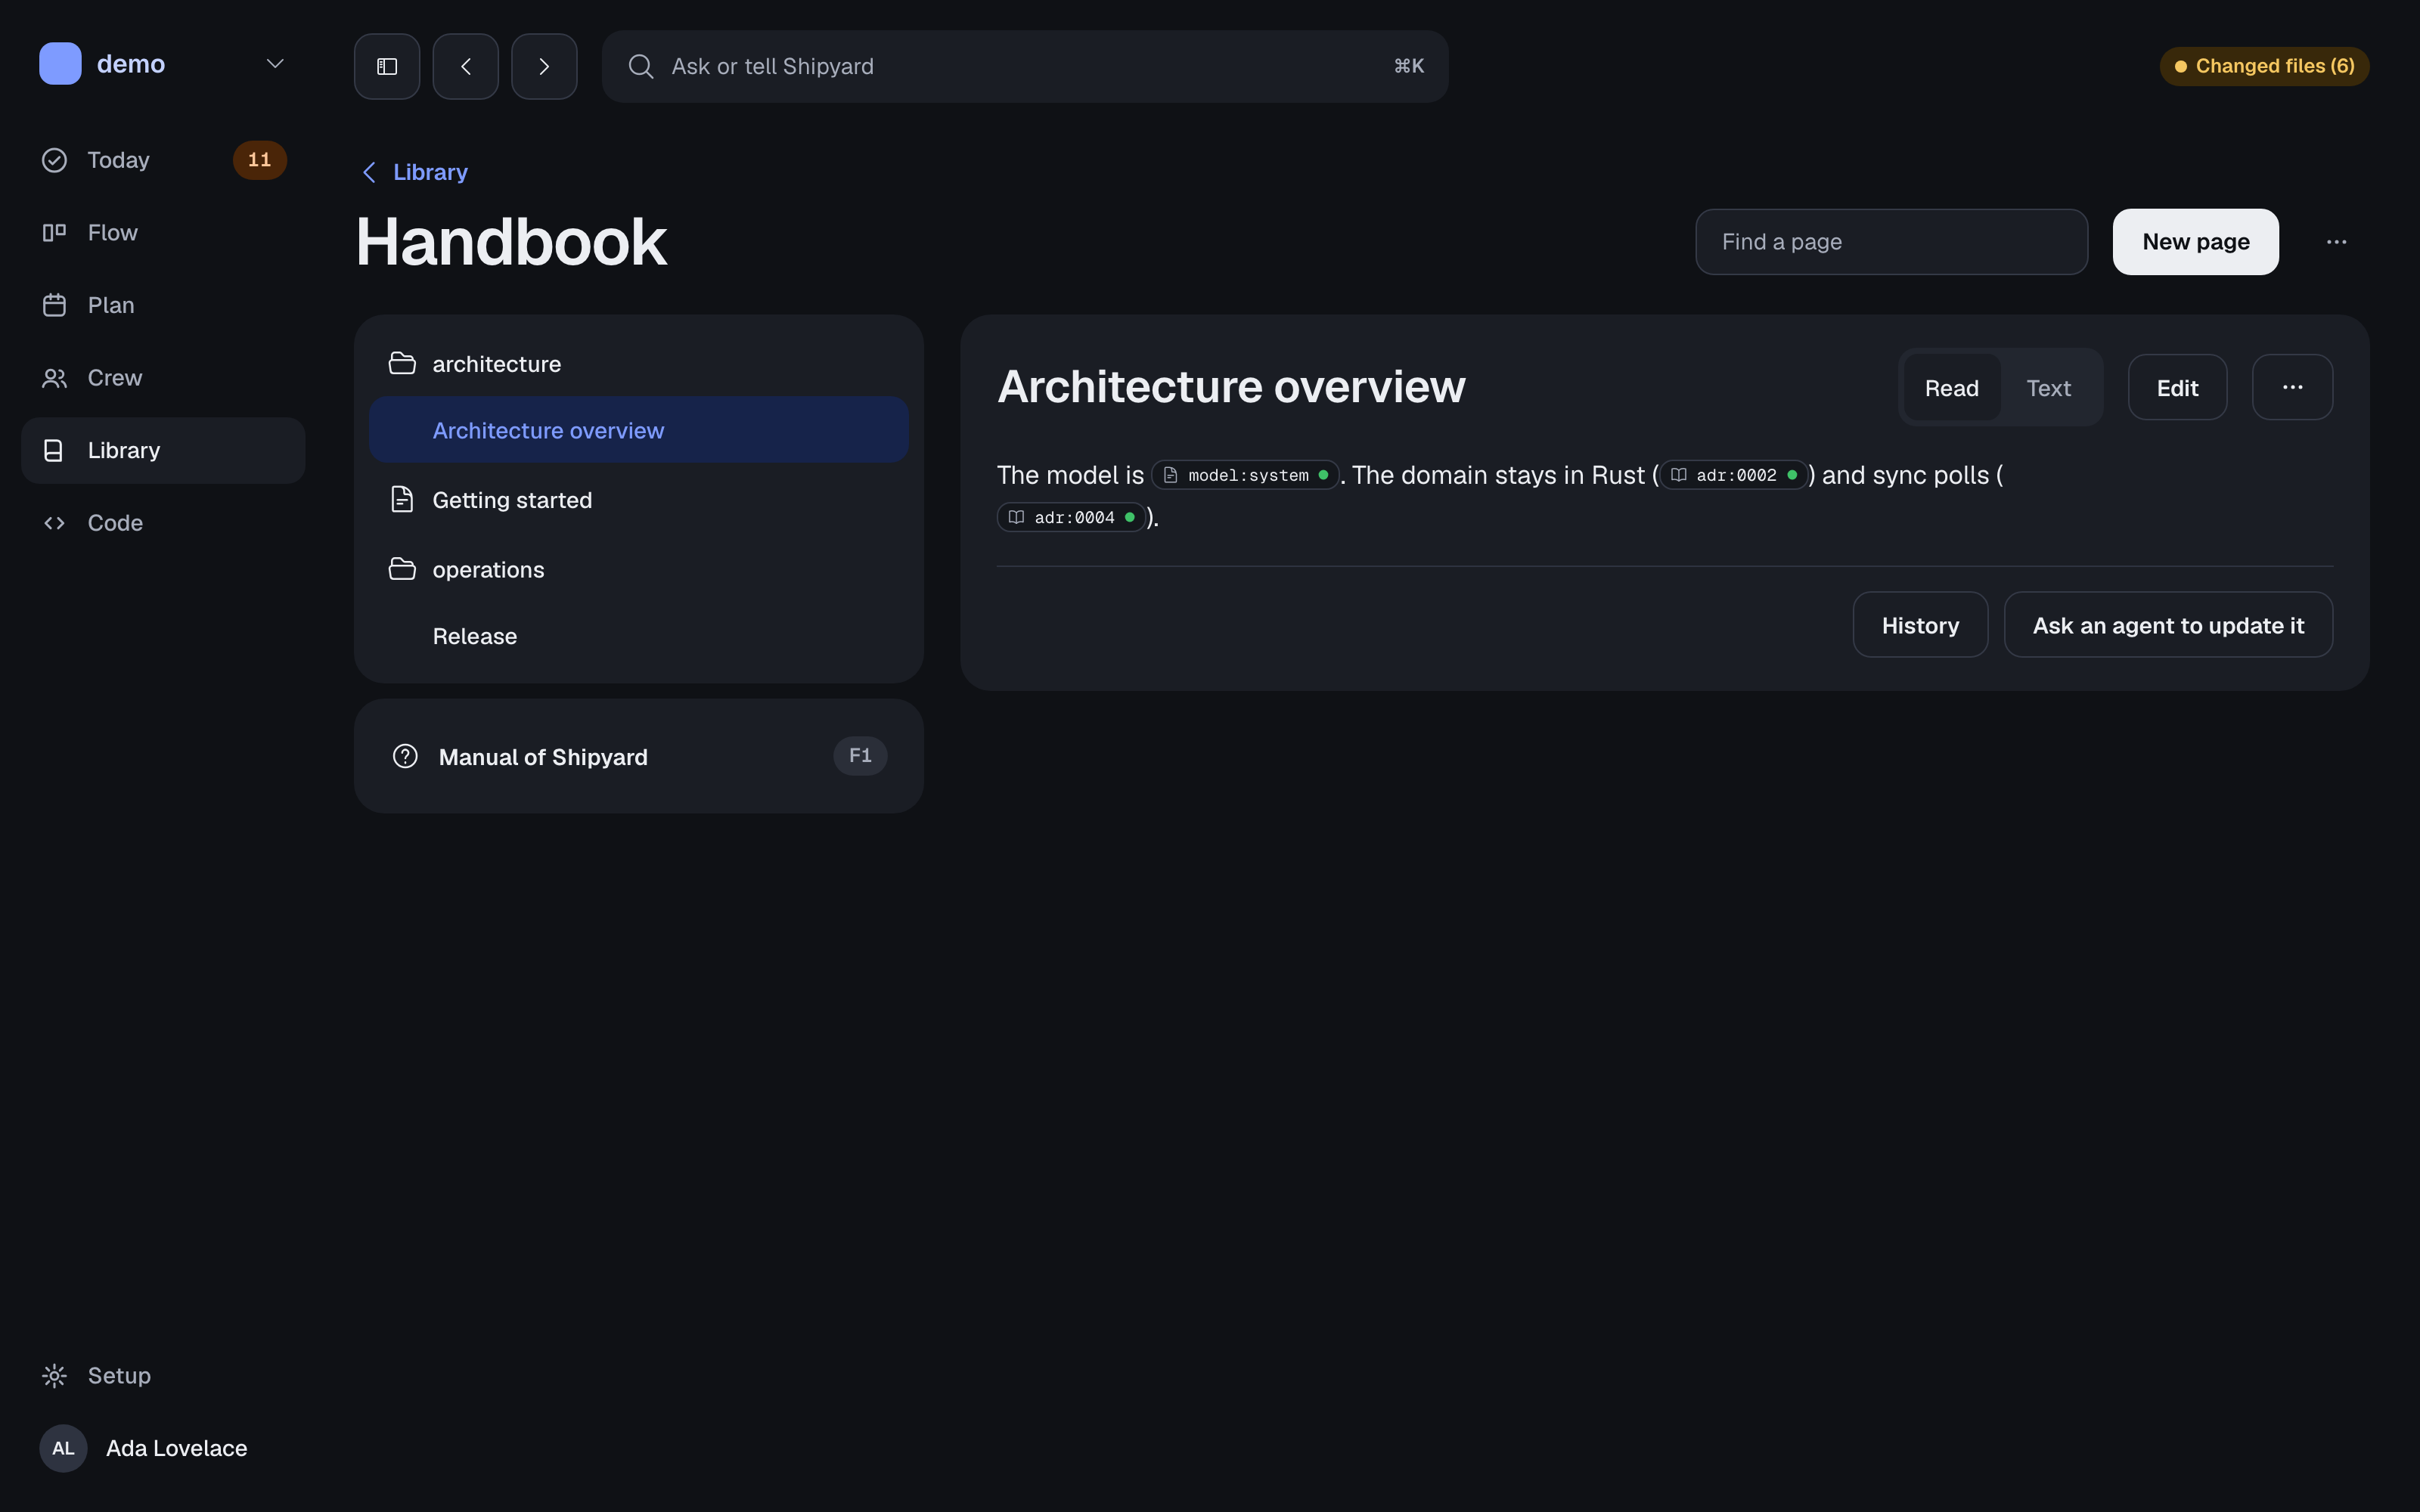 demo
Ask or tell Shipyard ⌘K
Changed files (6)
Today 11
Flow
Plan
Crew
Library
Code
Setup
AL Ada Lovelace
Library
Handbook
Find a page
New page
architecture
Architecture overview
Getting started
operations
Release
Manual of Shipyard F1
Architecture overview
Read Text
Edit
The model is model:system. The domain stays in Rust (adr:0002) and sync polls (
adr:0004).
History
Ask an agent to update it